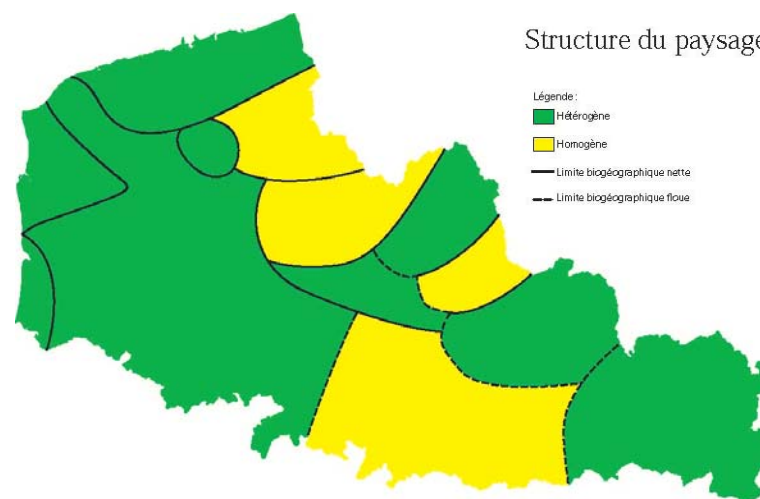 Structure du paysage
Légende :
Hétérogène
Homogène
Limite biogéographique nette
Limite biogéographique floue